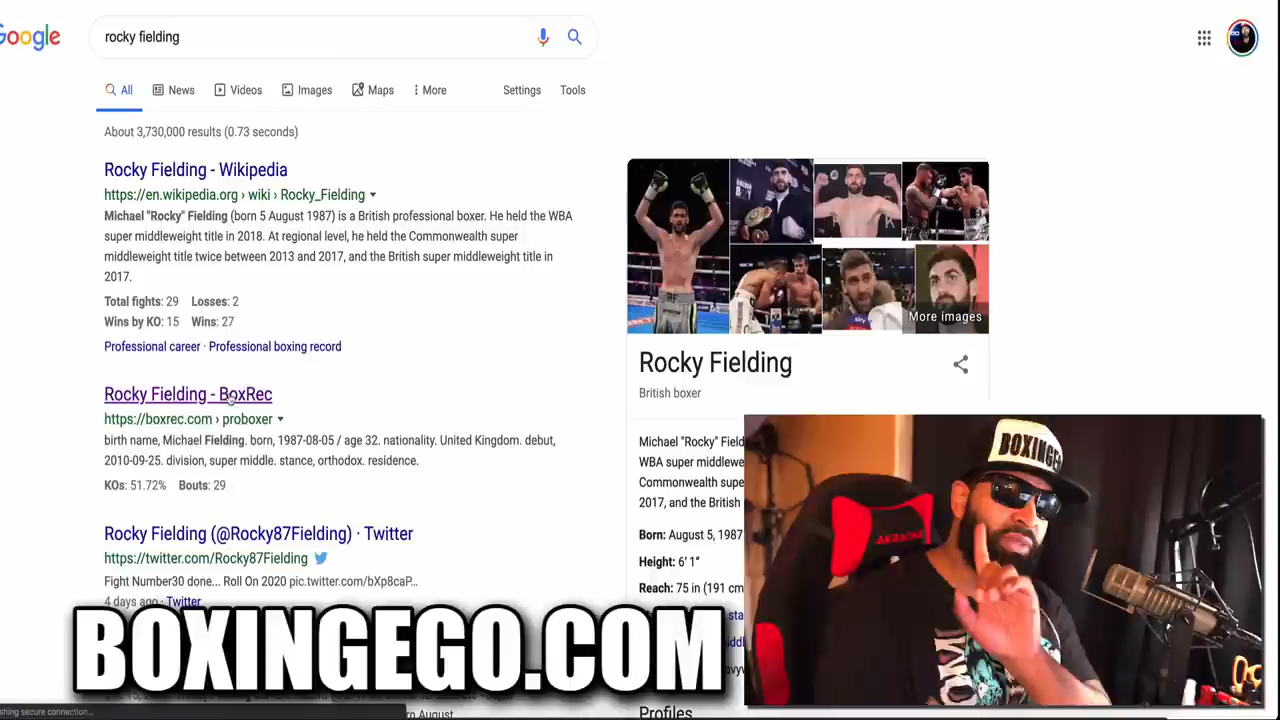 Google
rocky fielding
All
News
Videos
Images
Maps
More
Settings
Tools
About 3,730,000 results (0.73 seconds)
Rocky Fielding - Wikipedia
https://en.wikipedia.org › wiki › Rocky_Fielding
Michael "Rocky" Fielding (born 5 August 1987) is a British professional boxer. He held the WBA
super middleweight title in 2018. At regional level, he held the Commonwealth super
middleweight title twice between 2013 and 2017, and the British super middleweight title in
2017.
Total fights: 29 Losses: 2
Wins by KO: 15 Wins: 27
Professional career · Professional boxing record
Rocky Fielding - BoxRec
https://boxrec.com › proboxer
birth name, Michael Fielding. born, 1987-08-05 / age 32. nationality. United Kingdom. debut,
2010-09-25. division, super middle. stance, orthodox. residence.
KOs: 51.72% Bouts: 29
Rocky Fielding (@Rocky87Fielding) · Twitter
https://twitter.com/Rocky87Fielding
Fight Number30 done... Roll On 2020 pic.twitter.com/bXp8caP...
4 days ago · Twitter
More images
Rocky Fielding
British boxer
Michael "Rocky" Field
WBA super middlewe
Commonwealth supe
2017, and the British
Born: August 5, 1987
Height: 6' 1"
Reach: 75 in (191 cm
Profiles
BOXINGEGO
AKRACING
BOXINGEGO.COM
shing secure connection...